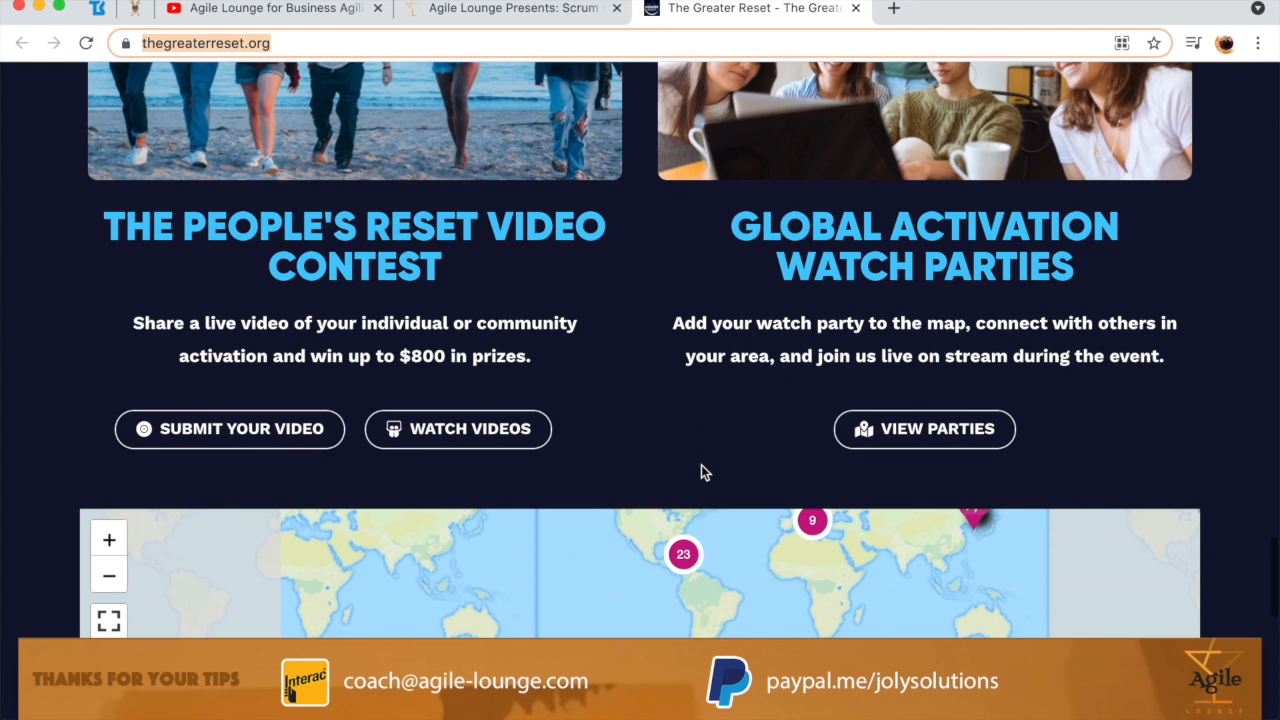 Agile Lounge for Business Agil
Agile Lounge Presents: Scrum
The Greater Reset - The Greate
thegreaterreset.org
THE PEOPLE'S RESET VIDEO
CONTEST
Share a live video of your individual or community
activation and win up to $800 in prizes.
SUBMIT YOUR VIDEO
WATCH VIDEOS
GLOBAL ACTIVATION
WATCH PARTIES
Add your watch party to the map, connect with others in
your area, and join us live on stream during the event.
VIEW PARTIES
9
23
THANKS FOR YOUR TIPS
Interac
coach@agile-lounge.com
paypal.me/jolysolutions
Agile
LOUNGE